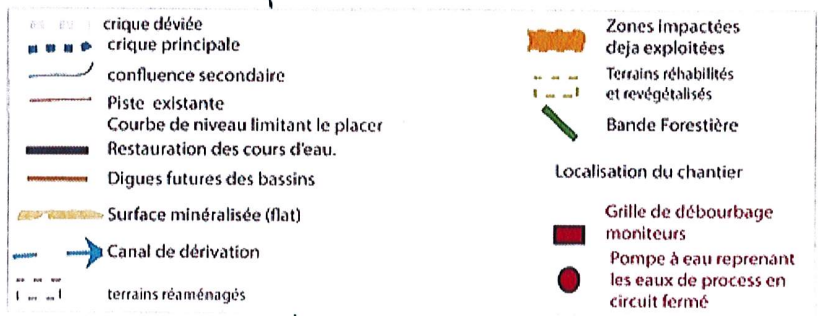 crique déviée
crique principale
confluence secondaire
Piste existante
Courbe de niveau limitant le placer
Restauration des cours d'eau.
Digues futures des bassins
Surface minéralisée (flat)
Canal de dérivation
terrains réaménagés
Zones impactées
deja exploitées
Terrains réhabilités
et revégétalisés
Bande Forestière
Localisation du chantier
Grille de débourbage
moniteurs
Pompe à eau reprenant
les eaux de process en
circuit fermé